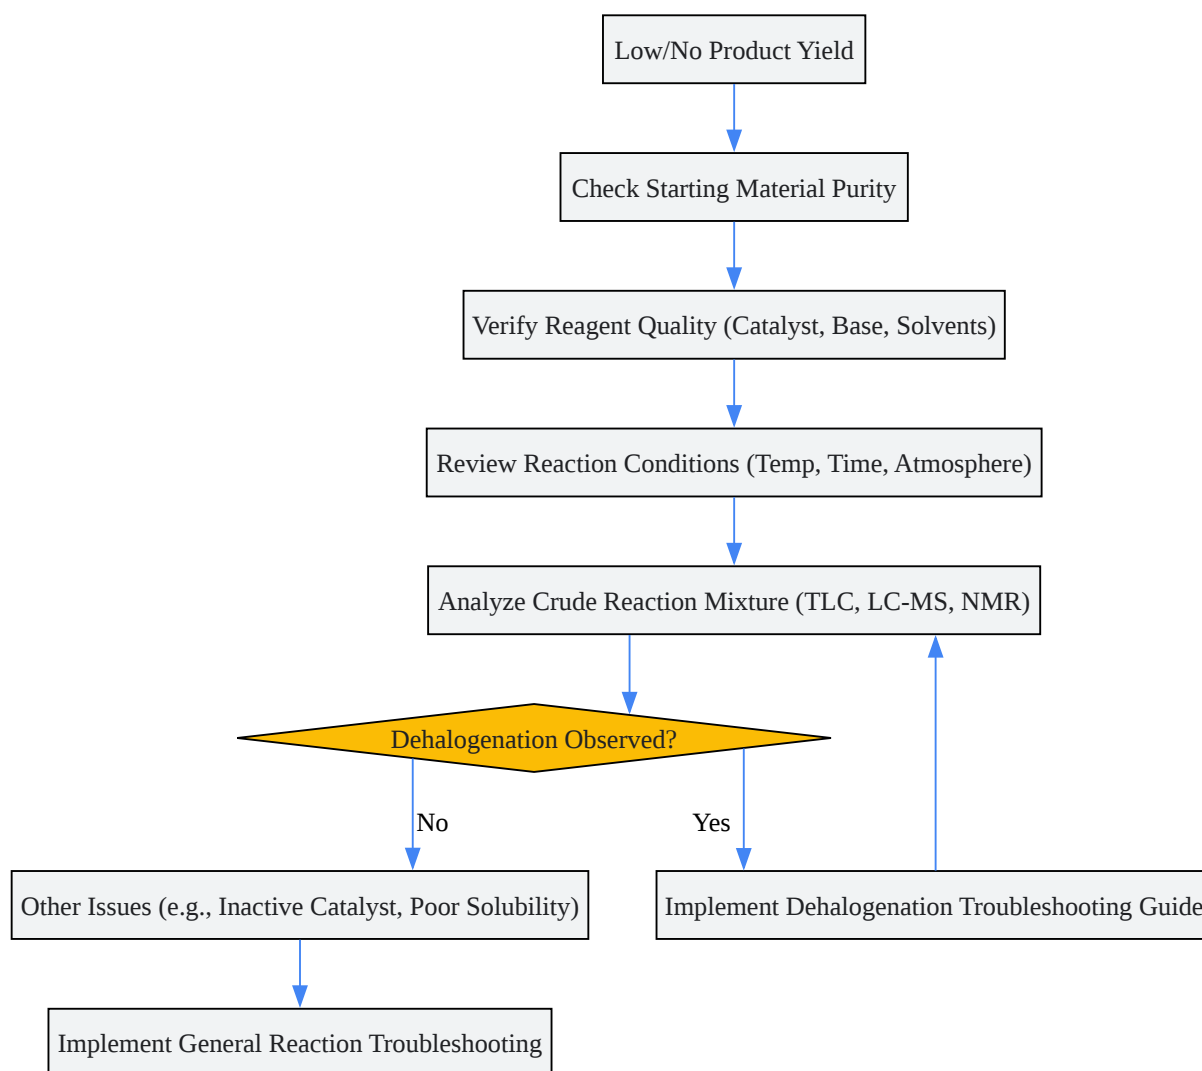 Low/No Product Yield
Check Starting Material Purity
Verify Reagent Quality (Catalyst, Base, Solvents)
Review Reaction Conditions (Temp, Time, Atmosphere)
Analyze Crude Reaction Mixture (TLC, LC-MS, NMR)
Dehalogenation Observed?
No
Yes
Other Issues (e.g., Inactive Catalyst, Poor Solubility)
Implement Dehalogenation Troubleshooting Guide
Implement General Reaction Troubleshooting